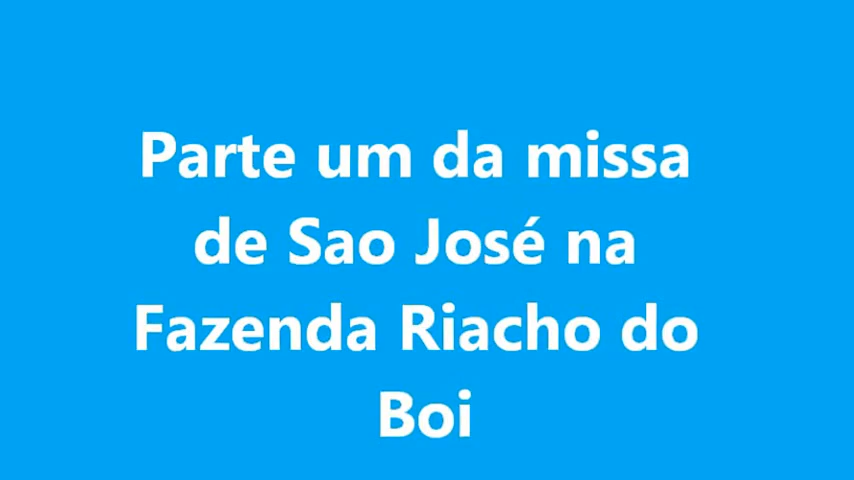 Parte um da missa
de Sao José na
Fazenda Riacho do
Boi